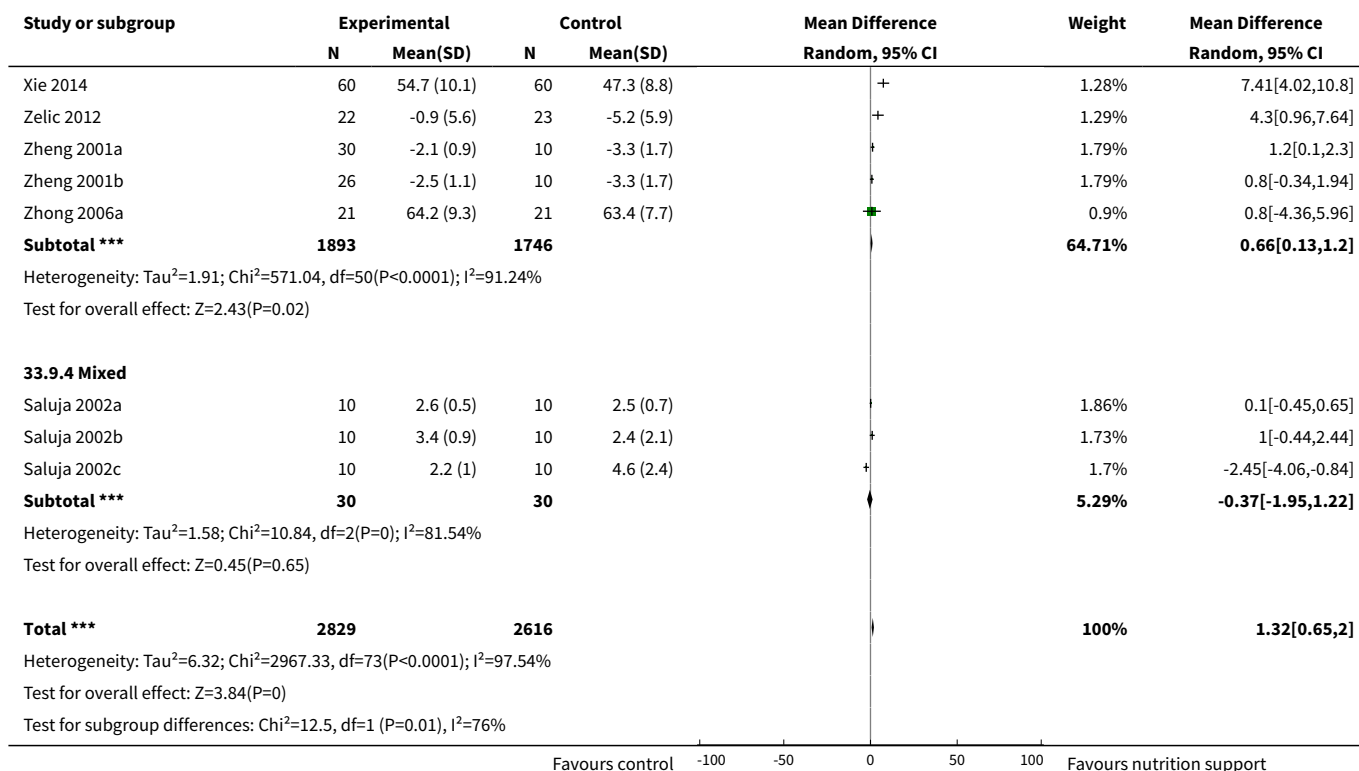 Study or subgroup Experimental Control Mean Difference Weight Mean Difference
N Mean(SD) N Mean(SD) Random, 95% CI Random, 95% CI
Xie 2014 60 54.7 (10.1) 60 47.3 (8.8) 1.28% 7.41[4.02,10.8]
Zelic 2012 22 -0.9 (5.6) 23 -5.2 (5.9) 1.29% 4.3[0.96,7.64]
Zheng 2001a 30 -2.1 (0.9) 10 -3.3 (1.7) 1.79% 1.2[0.1,2.3]
Zheng 2001b 26 -2.5 (1.1) 10 -3.3 (1.7) 1.79% 0.8[-0.34,1.94]
Zhong 2006a 21 64.2 (9.3) 21 63.4 (7.7) 0.9% 0.8[-4.36,5.96]
Subtotal *** 1893 1746 64.71% 0.66[0.13,1.2]
Heterogeneity: Tau²=1.91; Chi²=571.04, df=50(P<0.0001); I²=91.24%
Test for overall effect: Z=2.43(P=0.02)
33.9.4 Mixed
Saluja 2002a 10 2.6 (0.5) 10 2.5 (0.7) 1.86% 0.1[-0.45,0.65]
Saluja 2002b 10 3.4 (0.9) 10 2.4 (2.1) 1.73% 1[-0.44,2.44]
Saluja 2002c 10 2.2 (1) 10 4.6 (2.4) 1.7% -2.45[-4.06,-0.84]
Subtotal *** 30 30 5.29% -0.37[-1.95,1.22]
Heterogeneity: Tau²=1.58; Chi²=10.84, df=2(P=0); I²=81.54%
Test for overall effect: Z=0.45(P=0.65)
Total *** 2829 2616 100% 1.32[0.65,2]
Heterogeneity: Tau²=6.32; Chi²=2967.33, df=73(P<0.0001); I²=97.54%
Test for overall effect: Z=3.84(P=0)
Test for subgroup differences: Chi²=12.5, df=1 (P=0.01), I²=76%
Favours control -100 -50 0 50 100 Favours nutrition support